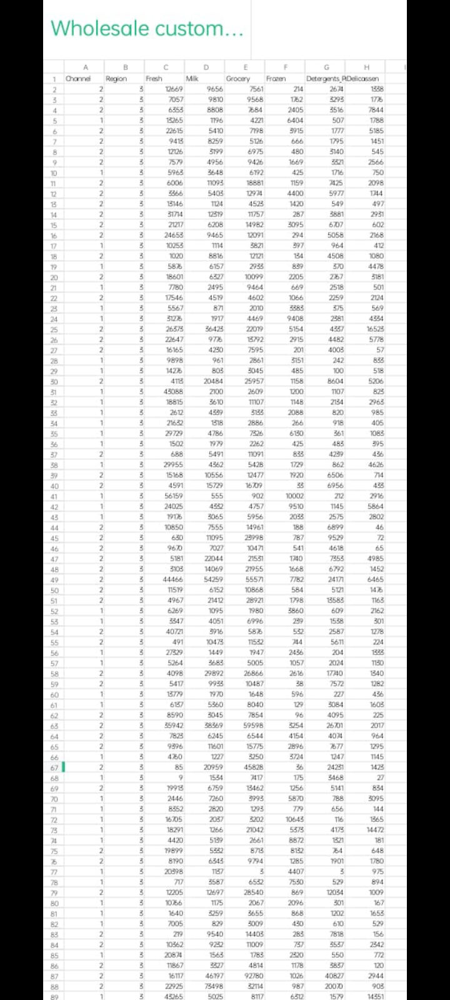 Wholesale custom...
A B C D E F G H I
1 Channel Region Fresh Milk Grocery Frozen Detergents_P Delicassen
2 2 3 12669 9656 7561 214 2674 1338
3 2 3 7057 9810 9568 1762 3293 1776
4 2 3 6353 8808 7684 2405 3516 7844
5 1 3 13265 1196 4221 6404 507 1788
6 2 3 22615 5410 7198 3915 1777 5185
7 2 3 9413 8259 5126 666 1795 1451
8 2 3 12126 3199 6975 480 3140 545
9 2 3 7579 4956 9426 1669 3321 2566
10 1 3 5963 3648 6192 425 1716 750
11 2 3 6006 11093 18881 1159 7425 2098
12 2 3 3366 5403 12974 4400 5977 1744
13 2 3 13146 1124 4523 1420 549 497
14 2 3 31714 12319 11757 287 3881 2931
15 2 3 21217 6208 14982 3095 6707 602
16 2 3 24653 9465 12091 294 5058 2168
17 1 3 10253 1114 3821 397 964 412
18 2 3 1020 8816 12121 134 4508 1080
19 1 3 5876 6157 2933 839 370 4478
20 2 3 18601 6327 10099 2205 2767 3181
21 1 3 7780 2495 9464 669 2518 501
22 2 3 17546 4519 4602 1066 2259 2124
23 1 3 5567 871 2010 3383 375 569
24 1 3 31276 1917 4469 9408 2381 4334
25 2 3 26373 36423 22019 5154 4337 16523
26 2 3 22647 9776 13792 2915 4482 5778
27 2 3 16165 4230 7595 201 4003 57
28 1 3 9898 961 2861 3151 242 833
29 1 3 14276 803 3045 485 100 518
30 2 3 4113 20484 25957 1158 8604 5206
31 1 3 43088 2100 2609 1200 1107 823
32 1 3 18815 3610 11107 1148 2134 2963
33 1 3 2612 4339 3133 2088 820 985
34 1 3 21632 1318 2886 266 918 405
35 1 3 29729 4786 7326 6130 361 1083
36 1 3 1502 1979 2262 425 483 395
37 2 3 688 5491 11091 833 4239 436
38 1 3 29955 4362 5428 1729 862 4626
39 2 3 15168 10556 12477 1920 6506 714
40 2 3 4591 15729 16709 33 6956 433
41 1 3 56159 555 902 10002 212 2916
42 1 3 24025 4332 4757 9510 1145 5864
43 1 3 19176 3065 5956 2033 2575 2802
44 2 3 10850 7555 14961 188 6899 46
45 2 3 630 11095 23998 787 9529 72
46 2 3 9670 7027 10471 541 4618 65
47 2 3 5181 22044 21531 1740 7353 4985
48 2 3 3103 14069 21955 1668 6792 1452
49 2 3 44466 54259 55571 7782 24171 6465
50 2 3 11519 6152 10868 584 5121 1476
51 2 3 4967 21412 28921 1798 13583 1163
52 1 3 6269 1095 1980 3860 609 2162
53 1 3 3347 4051 6996 239 1538 301
54 2 3 40721 3916 5876 532 2587 1278
55 2 3 491 10473 11532 744 5611 224
56 1 3 27329 1449 1947 2436 204 1333
57 1 3 5264 3683 5005 1057 2024 1130
58 2 3 4098 29892 26866 2616 17740 1340
59 2 3 5417 9933 10487 38 7572 1282
60 1 3 13779 1970 1648 596 227 436
61 1 3 6137 5360 8040 129 3084 1603
62 2 3 8590 3045 7854 96 4095 225
63 2 3 35942 38369 59598 3254 26701 2017
64 2 3 7823 6245 6544 4154 4074 964
65 2 3 9396 11601 15775 2896 7677 1295
66 1 3 4760 1227 3250 3724 1247 1145
67 2 3 85 20959 45828 36 24231 1423
68 1 3 9 1534 7417 175 3468 27
69 2 3 19913 6759 13462 1256 5141 834
70 1 3 2446 7260 3993 5870 788 3095
71 1 3 8352 2820 1293 779 656 144
72 1 3 16705 2037 3202 10643 116 1365
73 1 3 18291 1266 21042 5373 4173 14472
74 1 3 4420 5139 2661 8872 1321 181
75 2 3 19899 5332 8713 8132 764 648
76 2 3 8190 6343 9794 1285 1901 1780
77 1 3 20398 1137 3 4407 3 975
78 1 3 717 3587 6532 7530 529 894
79 2 3 12205 12697 28540 869 12034 1009
80 1 3 10766 1175 2067 2096 301 167
81 1 3 1640 3259 3655 868 1202 1653
82 1 3 7005 829 3009 430 610 529
83 2 3 219 9540 14403 283 7818 156
84 2 3 10362 9232 11009 737 3537 2342
85 1 3 20874 1563 1783 2320 550 772
86 2 3 11867 3327 4814 1178 3837 120
87 2 3 16117 46197 92780 1026 40827 2944
88 2 3 22925 73498 32114 987 20070 903
89 1 3 43265 5025 8117 6312 1579 14351